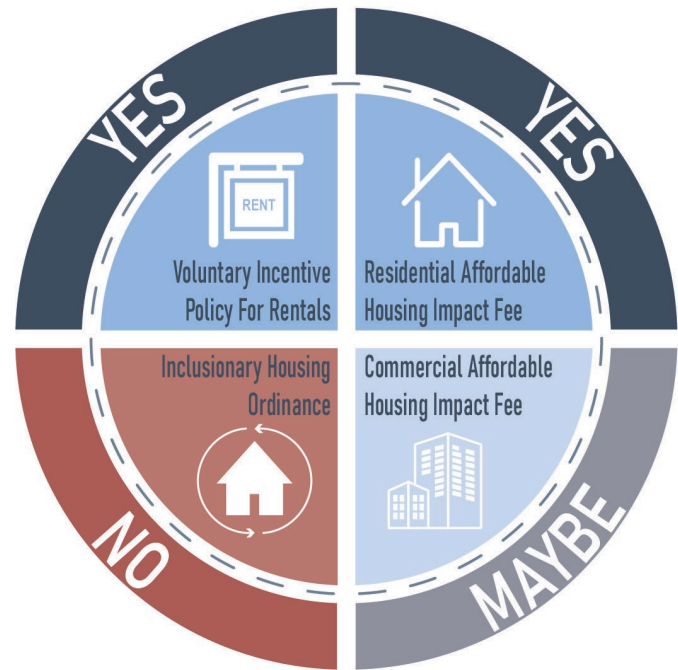 YES
YES
RENT
Voluntary Incentive
Policy For Rentals
Residential Affordable
Housing Impact Fee
Inclusionary Housing
Ordinance
Commercial Affordable
Housing Impact Fee
NO
MAYBE